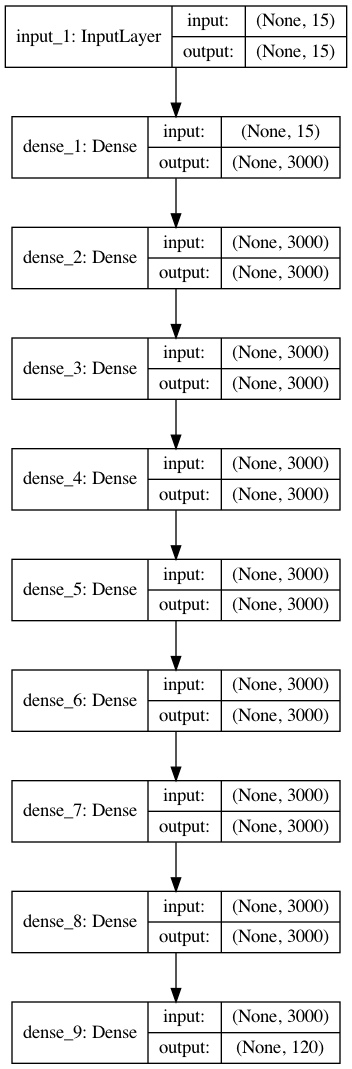 input_1: InputLayer
input: (None, 15)
output: (None, 15)
dense_1: Dense
input: (None, 15)
output: (None, 3000)
dense_2: Dense
input: (None, 3000)
output: (None, 3000)
dense_3: Dense
input: (None, 3000)
output: (None, 3000)
dense_4: Dense
input: (None, 3000)
output: (None, 3000)
dense_5: Dense
input: (None, 3000)
output: (None, 3000)
dense_6: Dense
input: (None, 3000)
output: (None, 3000)
dense_7: Dense
input: (None, 3000)
output: (None, 3000)
dense_8: Dense
input: (None, 3000)
output: (None, 3000)
dense_9: Dense
input: (None, 3000)
output: (None, 120)